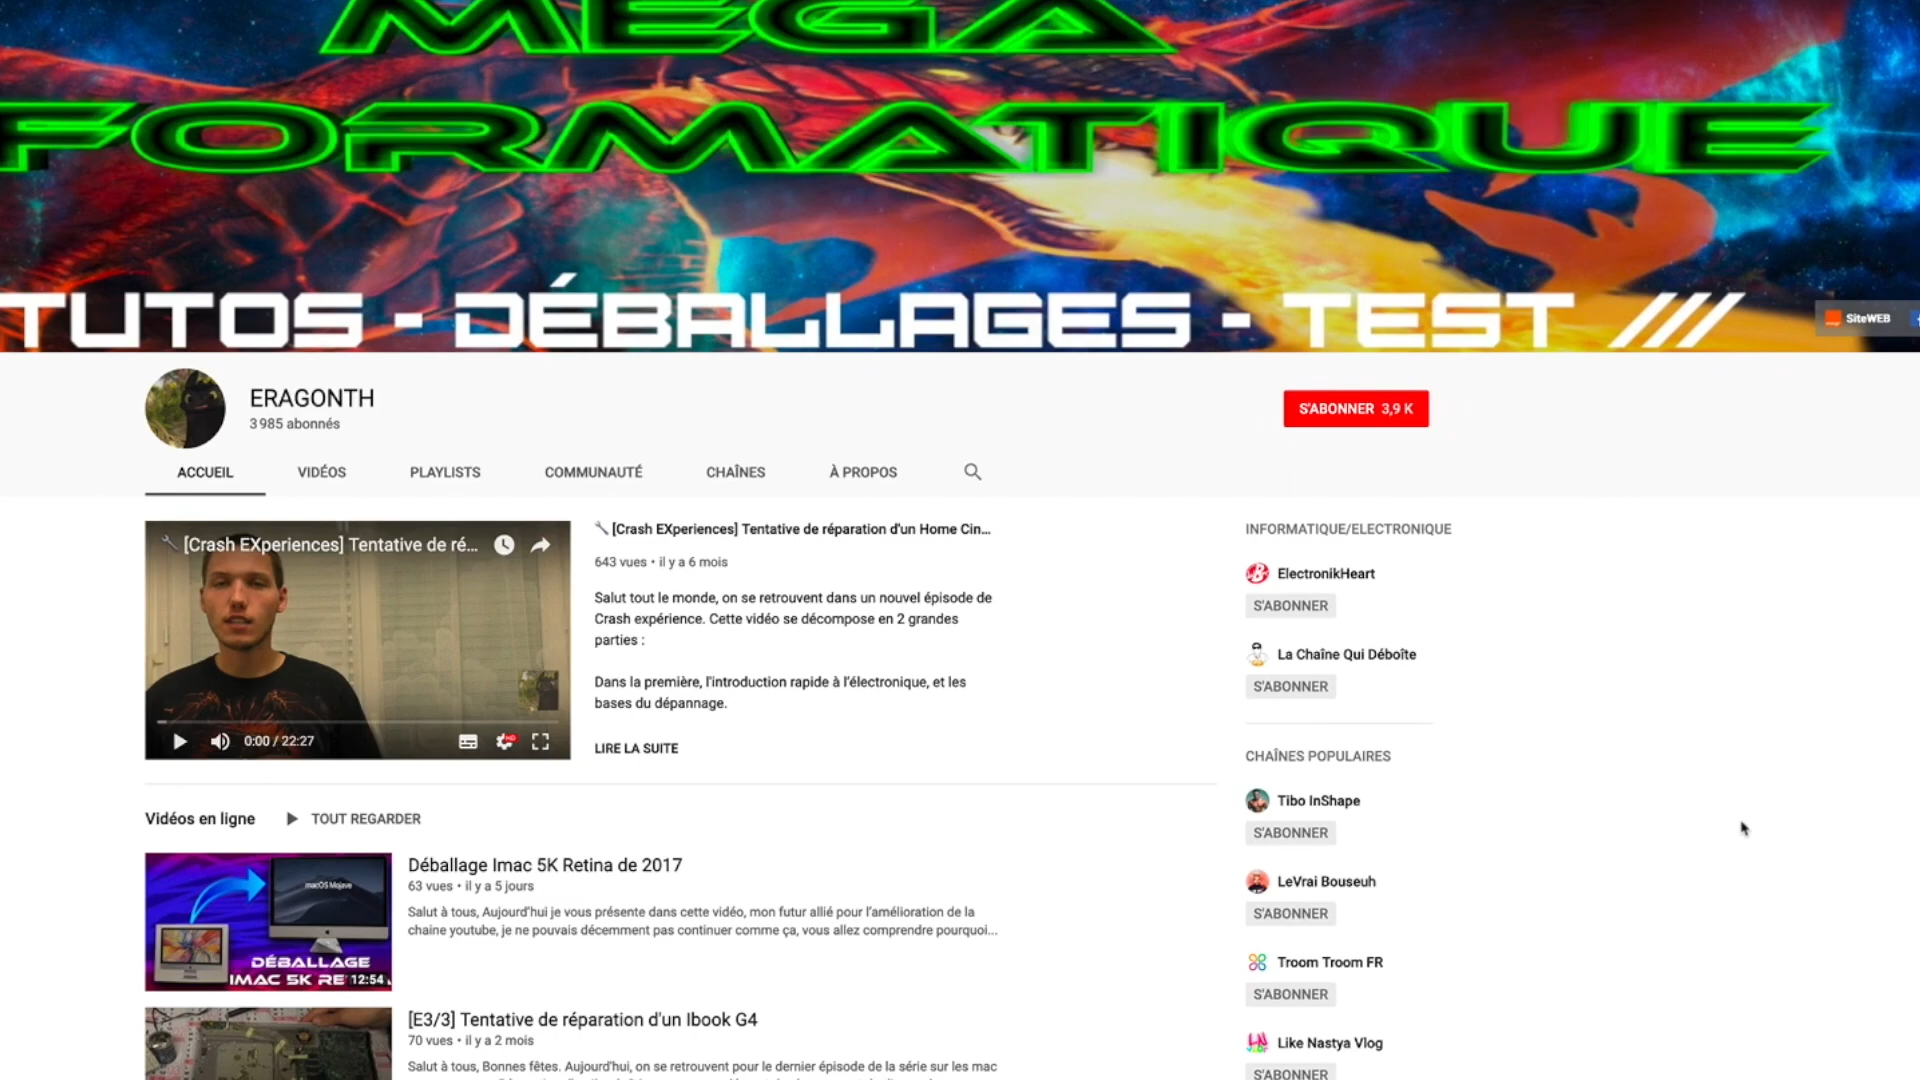 MEGA
FORMATIQUE
TUTOS - DÉBALLAGES - TEST ///
SiteWEB
ERAGONTH
3 985 abonnés
S'ABONNER 3,9 K
ACCUEIL
VIDÉOS
PLAYLISTS
COMMUNAUTÉ
CHAÎNES
À PROPOS
[Crash EXperiences] Tentative de ré...
0:00 / 22:27
HD
[Crash EXperiences] Tentative de réparation d'un Home Cin...
643 vues • il y a 6 mois
Salut tout le monde, on se retrouvent dans un nouvel épisode de
Crash expérience. Cette vidéo se décompose en 2 grandes
parties :
Dans la première, l'introduction rapide à l'électronique, et les
bases du dépannage.
LIRE LA SUITE
INFORMATIQUE/ELECTRONIQUE
ElectronikHeart
S'ABONNER
La Chaîne Qui Déboîte
S'ABONNER
CHAÎNES POPULAIRES
Tibo InShape
S'ABONNER
LeVrai Bouseuh
S'ABONNER
Troom Troom FR
S'ABONNER
Like Nastya Vlog
S'ABONNER
Vidéos en ligne
TOUT REGARDER
macOS Mojave
DÉBALLAGE
IMAC 5K RE
12:54
Déballage Imac 5K Retina de 2017
63 vues • il y a 5 jours
Salut à tous, Aujourd'hui je vous présente dans cette vidéo, mon futur allié pour l'amélioration de la
chaine youtube, je ne pouvais décemment pas continuer comme ça, vous allez comprendre pourquoi...
[E3/3] Tentative de réparation d'un Ibook G4
70 vues • il y a 2 mois
Salut à tous, Bonnes fêtes. Aujourd'hui, on se retrouvent pour le dernier épisode de la série sur les mac